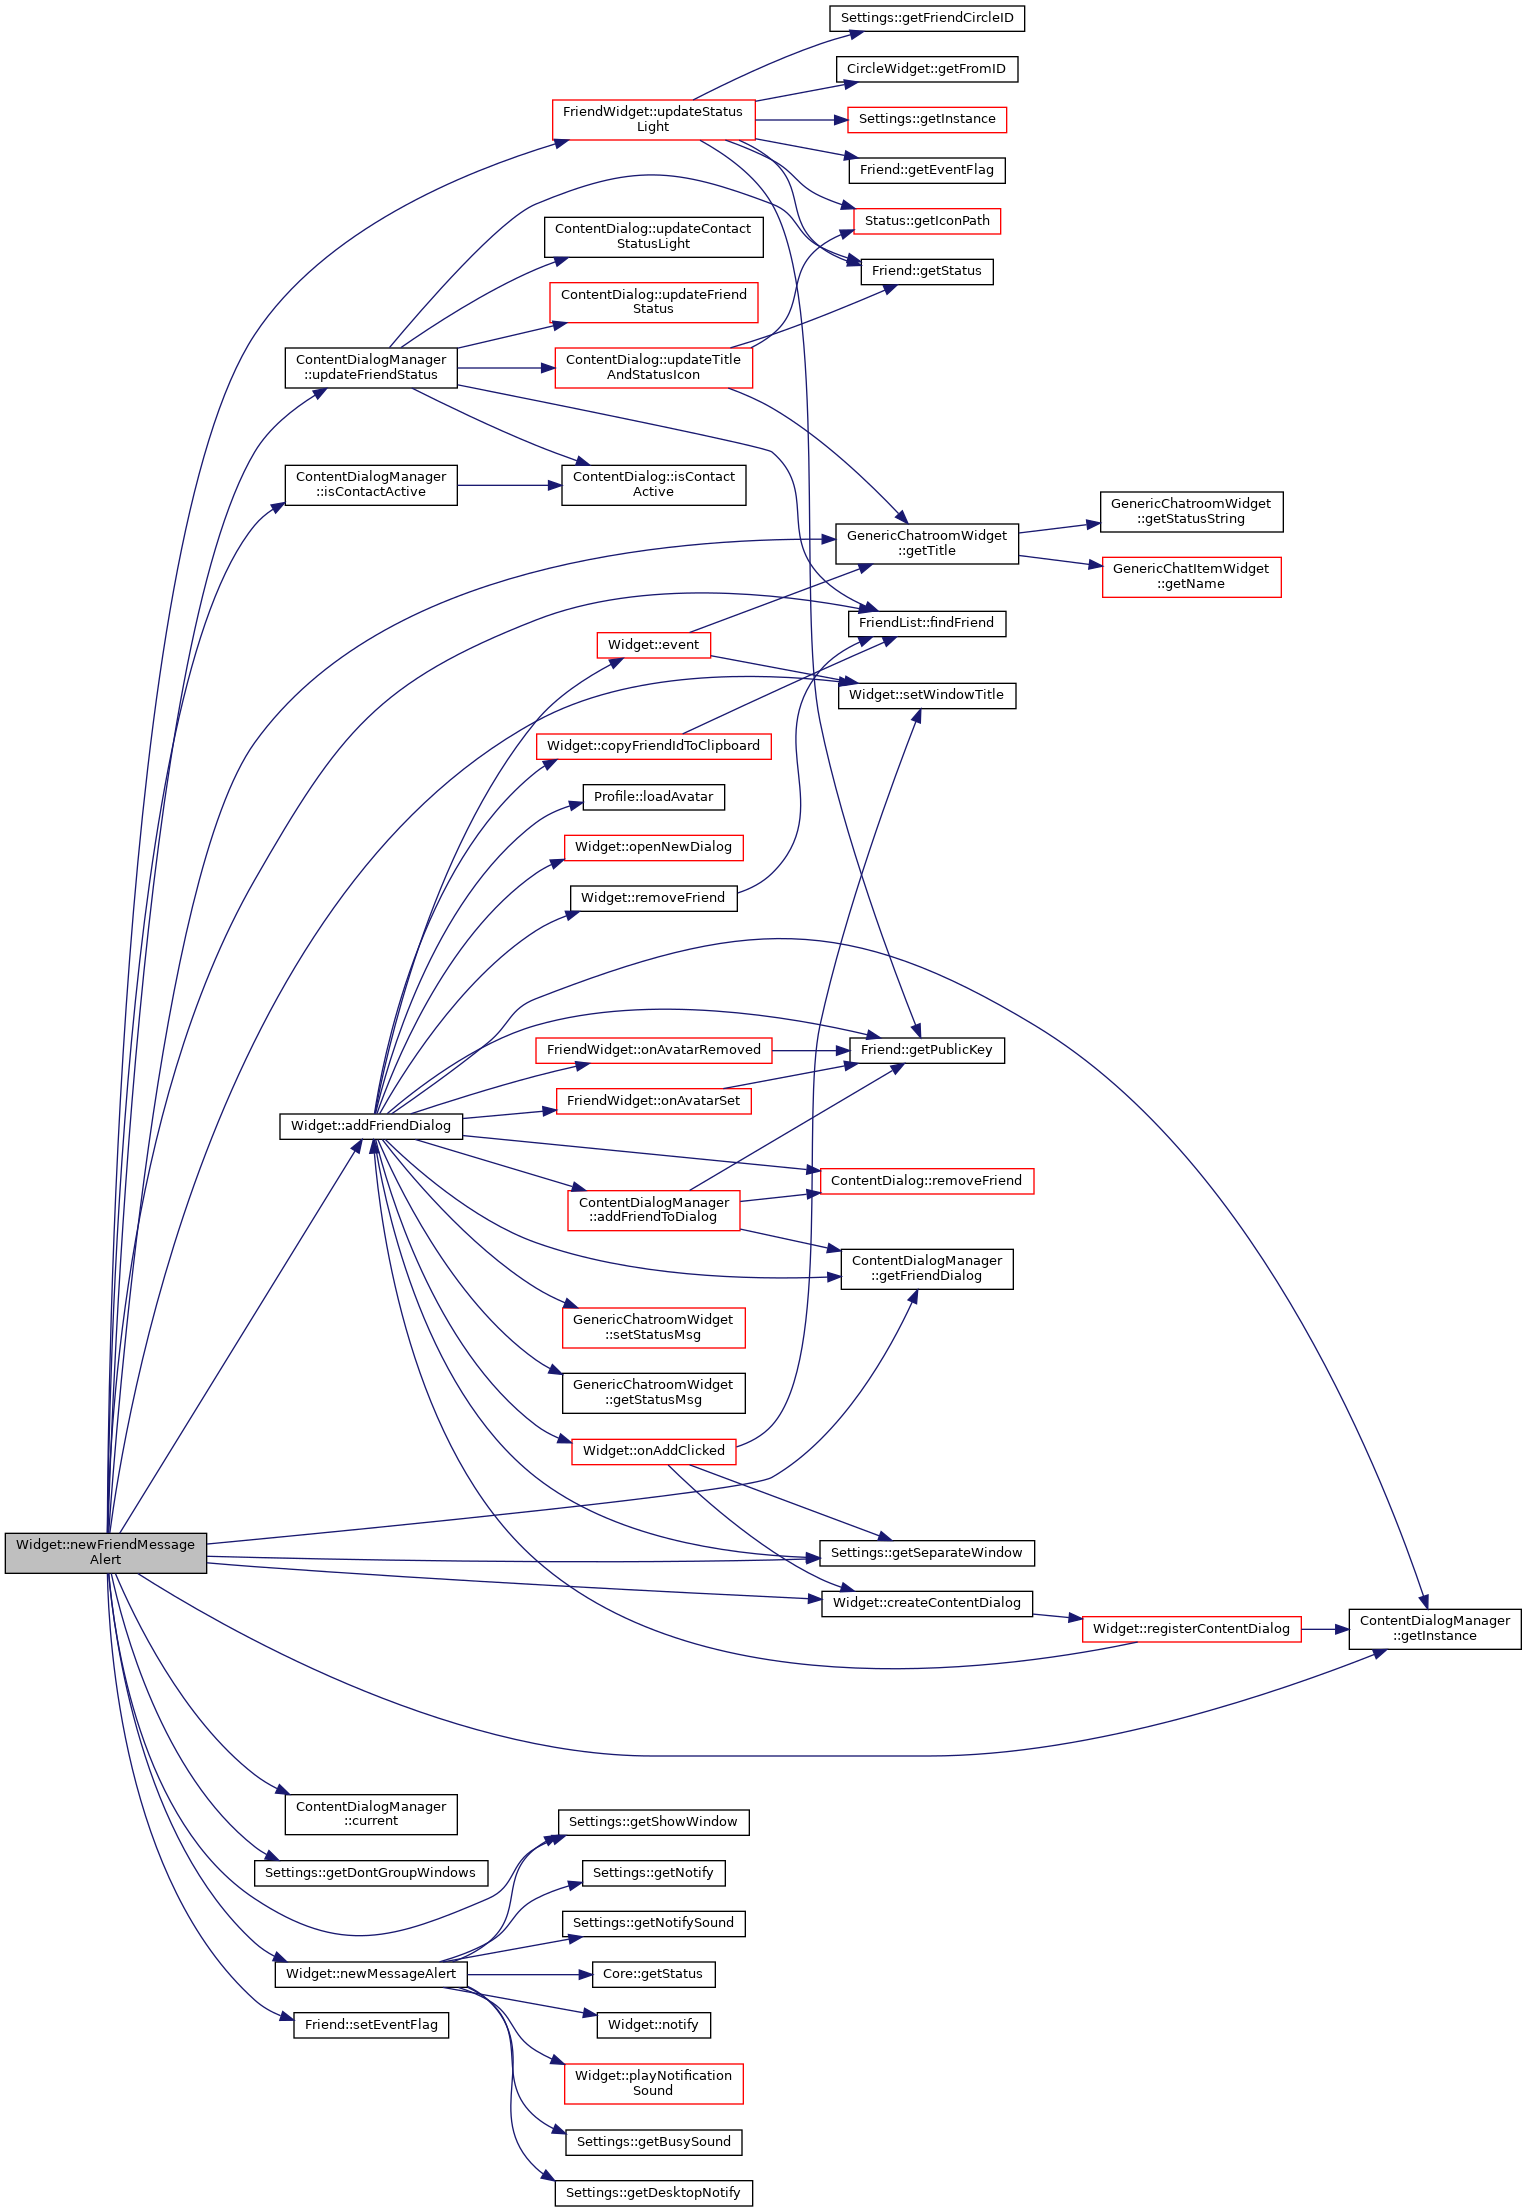 Settings::getFriendCircleID
CircleWidget::getFromID
FriendWidget::updateStatus
Light
Settings::getInstance
Friend::getEventFlag
Status::getIconPath
ContentDialog::updateContact
StatusLight
Friend::getStatus
ContentDialog::updateFriend
Status
ContentDialogManager
::updateFriendStatus
ContentDialog::updateTitle
AndStatusIcon
ContentDialogManager
::isContactActive
ContentDialog::isContact
Active
GenericChatroomWidget
::getTitle
GenericChatroomWidget
::getStatusString
GenericChatItemWidget
::getName
FriendList::findFriend
Widget::event
Widget::setWindowTitle
Widget::copyFriendIdToClipboard
Profile::loadAvatar
Widget::openNewDialog
Widget::removeFriend
FriendWidget::onAvatarRemoved
Friend::getPublicKey
FriendWidget::onAvatarSet
Widget::addFriendDialog
ContentDialog::removeFriend
ContentDialogManager
::addFriendToDialog
ContentDialogManager
::getFriendDialog
GenericChatroomWidget
::setStatusMsg
GenericChatroomWidget
::getStatusMsg
Widget::onAddClicked
Widget::newFriendMessage
Alert
Settings::getSeparateWindow
Widget::createContentDialog
Widget::registerContentDialog
ContentDialogManager
::getInstance
ContentDialogManager
::current
Settings::getShowWindow
Settings::getDontGroupWindows
Settings::getNotify
Settings::getNotifySound
Widget::newMessageAlert
Core::getStatus
Friend::setEventFlag
Widget::notify
Widget::playNotification
Sound
Settings::getBusySound
Settings::getDesktopNotify